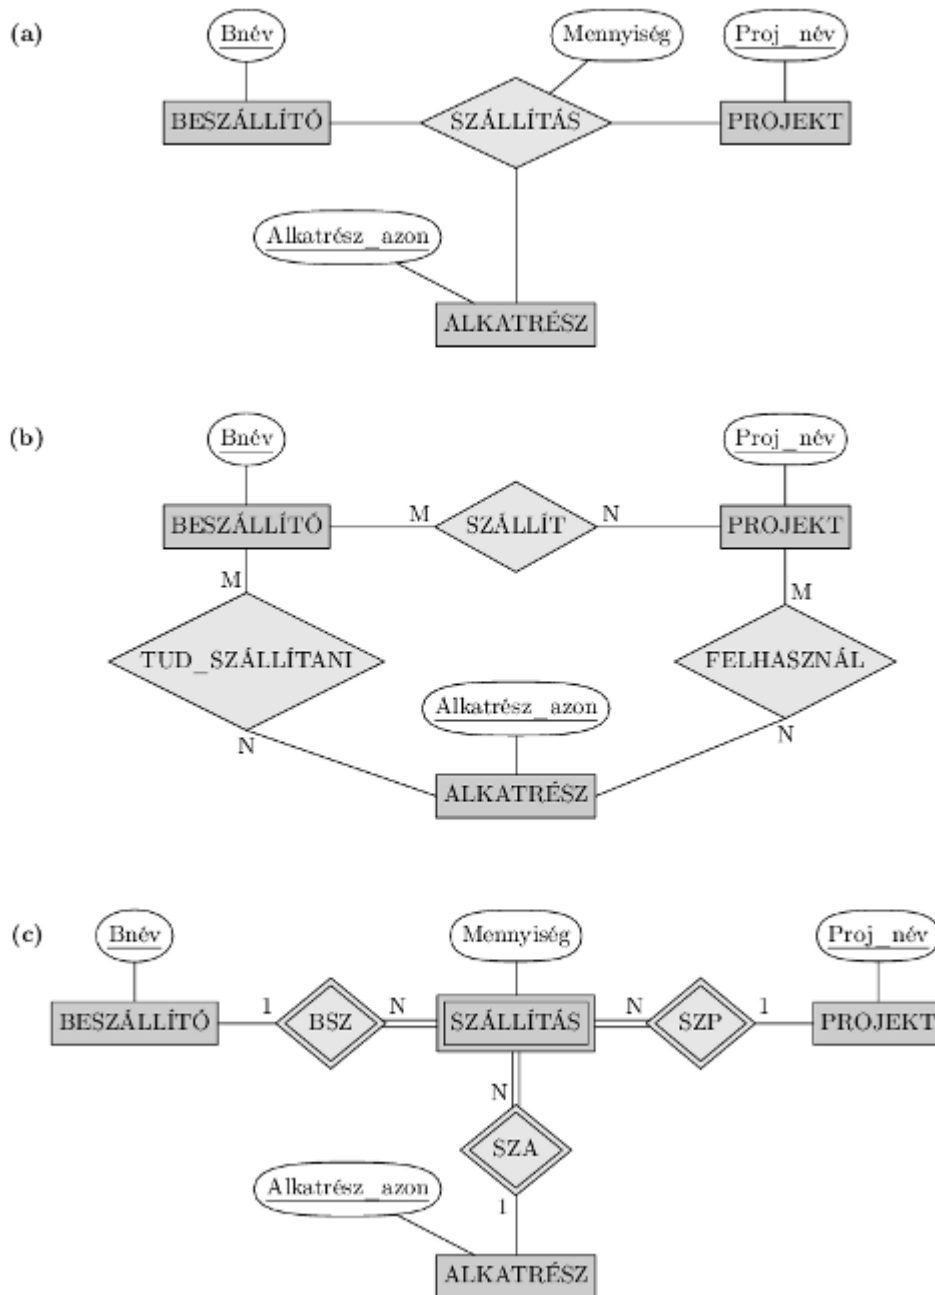 (a)
Bnév
Mennyiség
Proj_név
BESZÁLLÍTÓ
SZÁLLÍTÁS
PROJEKT
Alkatrész_azon
ALKATRÉSZ
(b)
Bnév
Proj_név
BESZÁLLÍTÓ
M
SZÁLLÍT
N
PROJEKT
M
M
TUD_SZÁLLÍTANI
FELHASZNÁL
Alkatrész_azon
N
N
ALKATRÉSZ
(c)
Bnév
Mennyiség
Proj_név
BESZÁLLÍTÓ
1
BSZ
N
SZÁLLÍTÁS
N
SZP
1
PROJEKT
N
SZA
Alkatrész_azon
1
ALKATRÉSZ